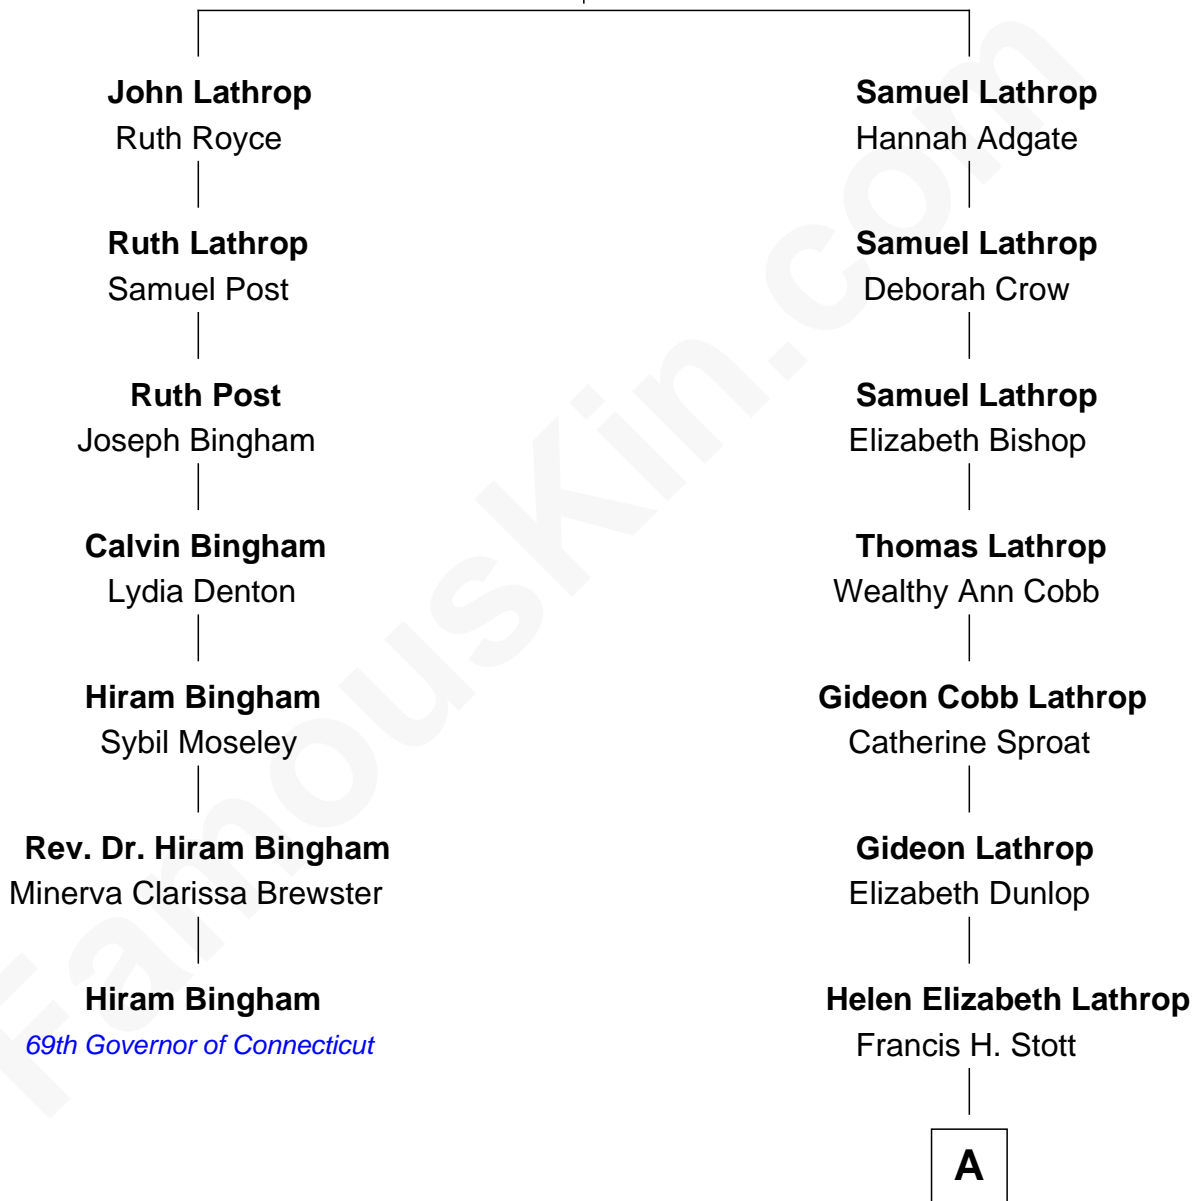 John Lathrop
Ruth Royce
Ruth Lathrop
Samuel Post
Ruth Post
Joseph Bingham
Calvin Bingham
Lydia Denton
Hiram Bingham
Sybil Moseley
Rev. Dr. Hiram Bingham
Minerva Clarissa Brewster
Hiram Bingham
69th Governor of Connecticut
Samuel Lathrop
Hannah Adgate
Samuel Lathrop
Deborah Crow
Samuel Lathrop
Elizabeth Bishop
Thomas Lathrop
Wealthy Ann Cobb
Gideon Cobb Lathrop
Catherine Sproat
Gideon Lathrop
Elizabeth Dunlop
Helen Elizabeth Lathrop
Francis H. Stott
A
FamousKin.com